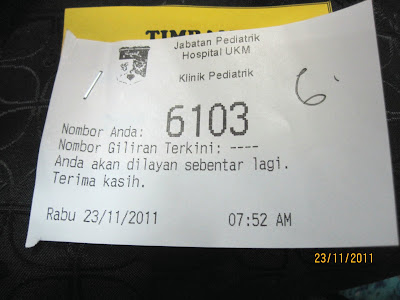 Jabatan Pediatrik
Hospital UKM
Klinik Pediatrik
6
Nombor Anda: 6103
Nombor Giliran Terkini: ----
Anda akan dilayan sebentar lagi.
Terima kasih.
Rabu 23/11/2011 07:52 AM
23/11/2011